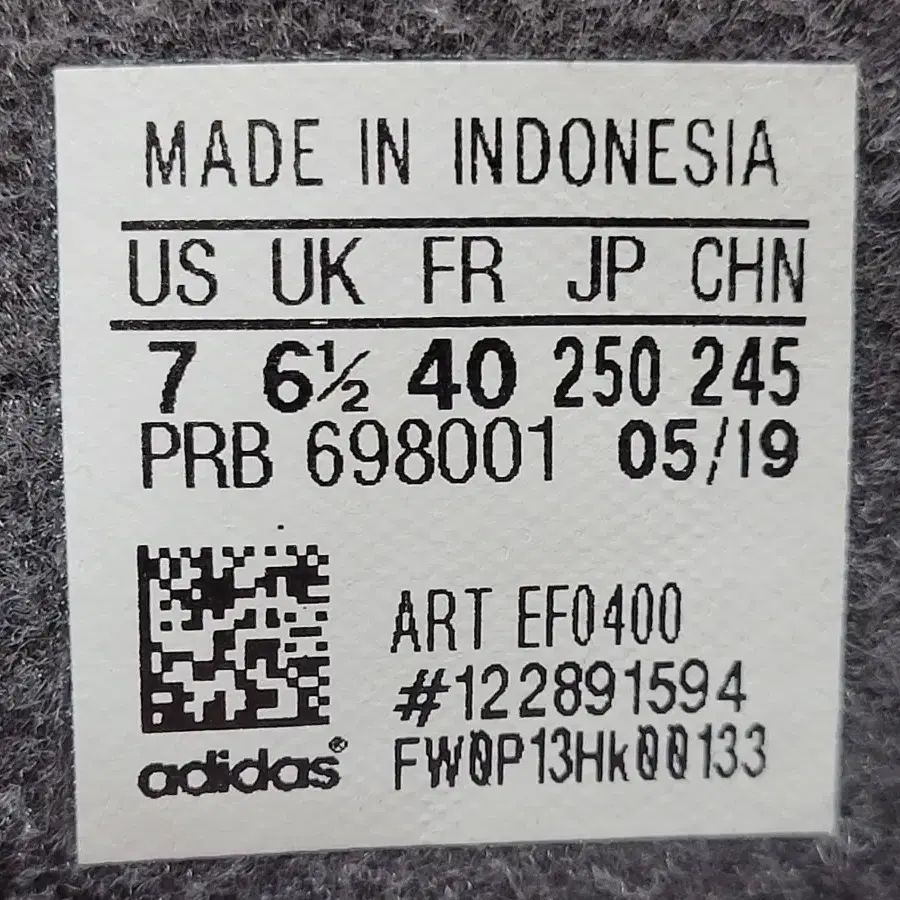 MADE IN INDONESIA
US UK FR JP CHN
7 6½ 40 250 245
PRB 698001 05/19
ART EF0400
#122891594
adidas® FW0P13Hk00133